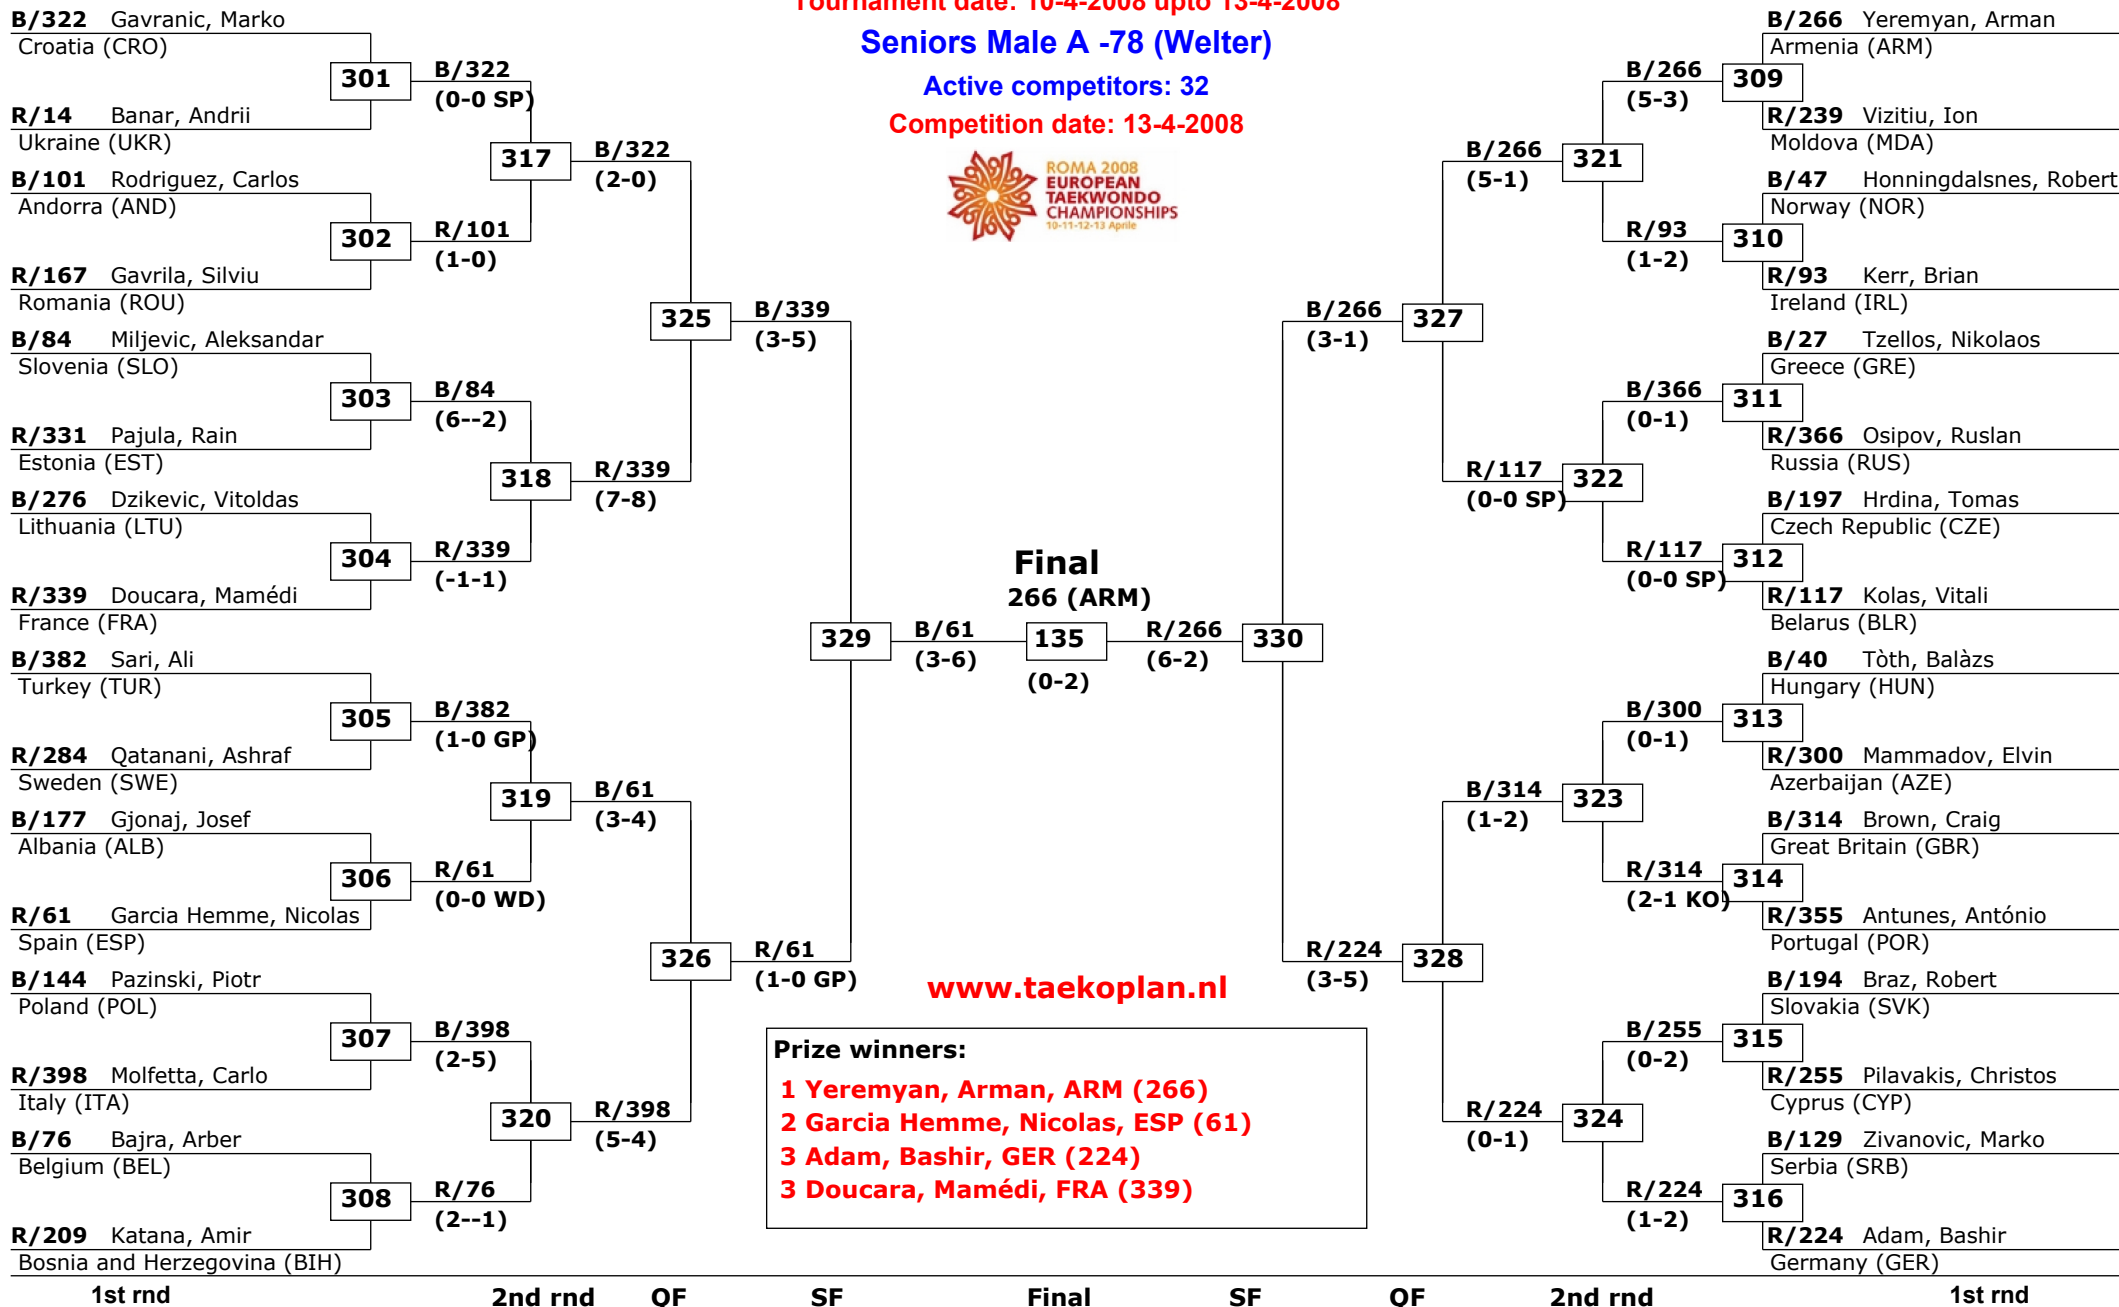 Tournament date: 10-4-2008 upto 13-4-2008
Seniors Male A -78 (Welter)
Active competitors: 32
Competition date: 13-4-2008
ROMA 2008
EUROPEAN
TAEKWONDO
CHAMPIONSHIPS
10-11-12-13 Aprile
B/322 Gavranic, Marko
Croatia (CRO)
301
B/322
(0-0 SP)
R/14 Banar, Andrii
Ukraine (UKR)
317
B/322
(2-0)
B/101 Rodriguez, Carlos
Andorra (AND)
302
R/101
(1-0)
R/167 Gavrila, Silviu
Romania (ROU)
325
B/339
(3-5)
B/84 Miljevic, Aleksandar
Slovenia (SLO)
303
B/84
(6--2)
R/331 Pajula, Rain
Estonia (EST)
318
R/339
(7-8)
B/276 Dzikevic, Vitoldas
Lithuania (LTU)
304
R/339
(-1-1)
R/339 Doucara, Mamédi
France (FRA)
329
B/61
(3-6)
B/382 Sari, Ali
Turkey (TUR)
305
B/382
(1-0 GP)
R/284 Qatanani, Ashraf
Sweden (SWE)
319
B/61
(3-4)
B/177 Gjonaj, Josef
Albania (ALB)
306
R/61
(0-0 WD)
R/61 Garcia Hemme, Nicolas
Spain (ESP)
326
R/61
(1-0 GP)
B/144 Pazinski, Piotr
Poland (POL)
307
B/398
(2-5)
R/398 Molfetta, Carlo
Italy (ITA)
320
R/398
(5-4)
B/76 Bajra, Arber
Belgium (BEL)
308
R/76
(2--1)
R/209 Katana, Amir
Bosnia and Herzegovina (BIH)
Final
266 (ARM)
135
(0-2)
R/266
(6-2)
330
B/266 Yeremyan, Arman
Armenia (ARM)
B/266
(5-3)
309
R/239 Vizitiu, Ion
Moldova (MDA)
B/266
(5-1)
321
B/47 Honningdalsnes, Robert
Norway (NOR)
R/93
(1-2)
310
R/93 Kerr, Brian
Ireland (IRL)
B/266
(3-1)
327
B/27 Tzellos, Nikolaos
Greece (GRE)
B/366
(0-1)
311
R/366 Osipov, Ruslan
Russia (RUS)
R/117
(0-0 SP)
322
B/197 Hrdina, Tomas
Czech Republic (CZE)
R/117
(0-0 SP)
312
R/117 Kolas, Vitali
Belarus (BLR)
B/40 Tòth, Balàzs
Hungary (HUN)
B/300
(0-1)
313
R/300 Mammadov, Elvin
Azerbaijan (AZE)
B/314
(1-2)
323
B/314 Brown, Craig
Great Britain (GBR)
R/314
(2-1 KO)
314
R/355 Antunes, António
Portugal (POR)
R/224
(3-5)
328
B/194 Braz, Robert
Slovakia (SVK)
B/255
(0-2)
315
R/255 Pilavakis, Christos
Cyprus (CYP)
R/224
(0-1)
324
B/129 Zivanovic, Marko
Serbia (SRB)
R/224
(1-2)
316
R/224 Adam, Bashir
Germany (GER)
www.taekoplan.nl
Prize winners:
1 Yeremyan, Arman, ARM (266)
2 Garcia Hemme, Nicolas, ESP (61)
3 Adam, Bashir, GER (224)
3 Doucara, Mamédi, FRA (339)
1st rnd 2nd rnd QF SF Final SF QF 2nd rnd 1st rnd